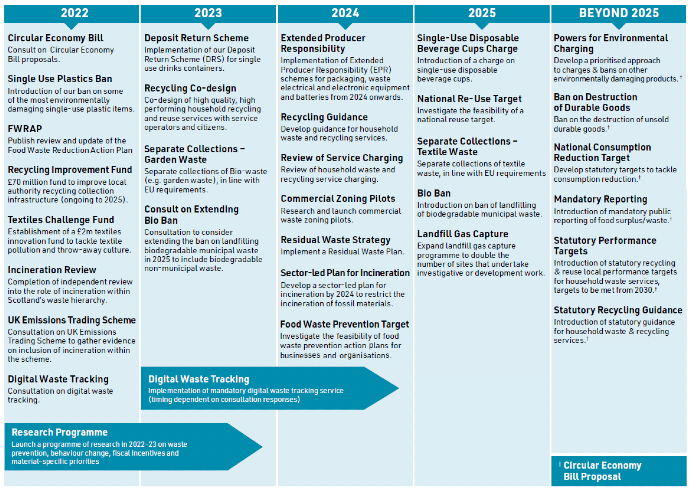 2022
Circular Economy Bill
Consult on Circular Economy
Bill proposals.
Single Use Plastics Ban
Introduction of our ban on some
of the most environmentally
damaging single-use plastic items.
FWRAP
Publish review and update of the
Food Waste Reduction Action Plan
Recycling Improvement Fund
£70 million fund to improve local
authority recycling collection
infrastructure (ongoing to 2025).
Textiles Challenge Fund
Establishment of a £2m textiles
innovation fund to tackle textile
pollution and throw-away culture.
Incineration Review
Completion of independent review
into the role of incineration within
Scotland's waste hierarchy.
UK Emissions Trading Scheme
Consultation on UK Emissions
Trading Scheme to gather evidence
on inclusion of incineration within
the scheme.
Digital Waste Tracking
Consultation on digital waste
tracking.
2023
Deposit Return Scheme
Implementation of our Deposit
Return Scheme (DRS) for single
use drinks containers.
Recycling Co-design
Co-design of high quality, high
performing household recycling
and reuse services with service
operators and citizens.
Separate Collections –
Garden Waste
Separate collections of Bio-waste
(e.g. garden waste), in line with
EU requirements.
Consult on Extending
Bio Ban
Consultation to consider
extending the ban on landfilling
biodegradable municipal waste
in 2025 to include biodegradable
non-municipal waste.
2024
Extended Producer
Responsibility
Implementation of Extended
Producer Responsibility (EPR)
schemes for packaging, waste
electrical and electronic equipment
and batteries from 2024 onwards.
Recycling Guidance
Develop guidance for household
waste and recycling services.
Review of Service Charging
Review of household waste and
recycling service charging.
Commercial Zoning Pilots
Research and launch commercial
waste zoning pilots.
Residual Waste Strategy
Implement a Residual Waste Plan.
Sector-led Plan for Incineration
Develop a sector-led plan for
incineration by 2024 to restrict the
incineration of fossil materials.
Food Waste Prevention Target
Investigate the feasibility of food
waste prevention action plans for
businesses and organisations.
2025
Single-Use Disposable
Beverage Cups Charge
Introduction of a charge on
single-use disposable
beverage cups.
National Re-Use Target
Investigate the feasibility of a
national reuse target.
Separate Collections –
Textile Waste
Separate collections of textile
waste, in line with EU requirements
Bio Ban
Introduction on ban of landfilling
of biodegradable municipal waste.
Landfill Gas Capture
Expand landfill gas capture
programme to double the
number of sites that undertake
investigative or development work.
BEYOND 2025
Powers for Environmental
Charging
Develop a prioritised approach
to charges & bans on other
environmentally damaging products.
Ban on Destruction
of Durable Goods
Ban on the destruction of unsold
durable goods.
National Consumption
Reduction Target
Develop statutory targets to tackle
consumption reduction.
Mandatory Reporting
Introduction of mandatory public
reporting of food surplus/waste.
Statutory Performance
Targets
Introduction of statutory recycling
& reuse local performance targets
for household waste services,
targets to be met from 2030.
Statutory Recycling Guidance
Introduction of statutory guidance
for household waste & recycling
services.
Digital Waste Tracking
Implementation of mandatory digital waste tracking service
(timing dependent on consultation responses)
Research Programme
Launch a programme of research in 2022-23 on waste
prevention, behaviour change, fiscal incentives and
material-specific priorities
Circular Economy
Bill Proposal